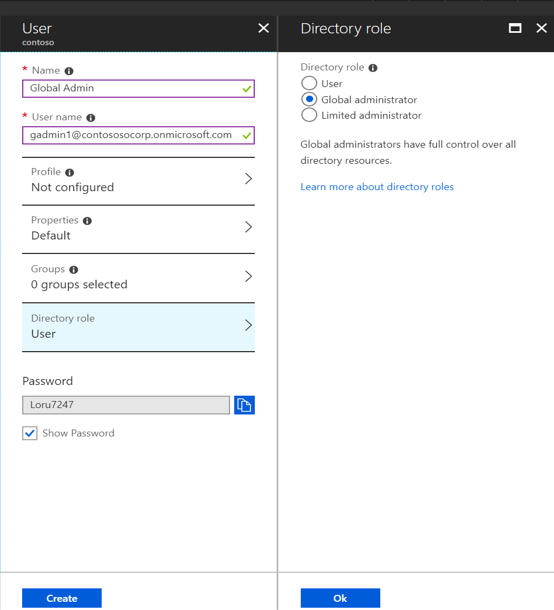 User
contoso
* Name
Global Admin
* User name
gadmin1@contososocorp.onmicrosoft.com
Profile
Not configured
Properties
Default
Groups
0 groups selected
Directory role
User
Password
Loru7247
Show Password
Create
Directory role
Directory role
User
Global administrator
Limited administrator
Global administrators have full control over all
directory resources.
Learn more about directory roles
Ok